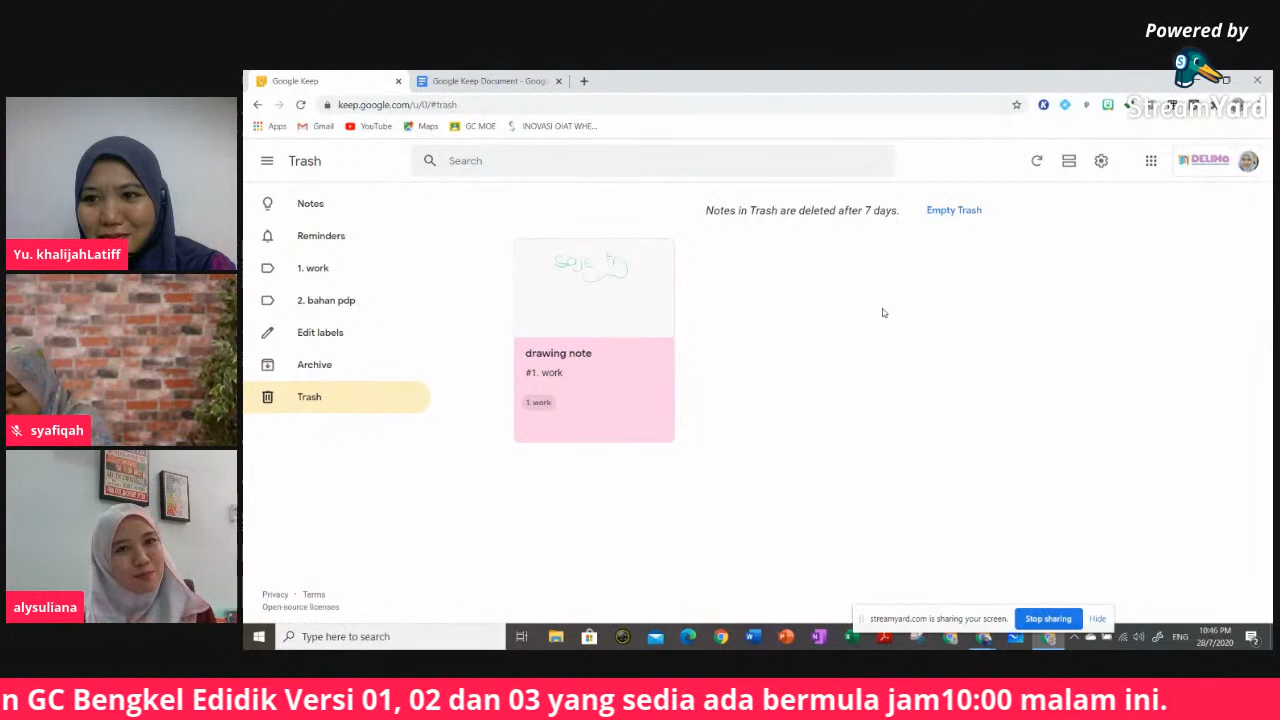 Powered by
StreamYard
Google Keep
Google Keep Document - Googl
keep.google.com/u/0/#trash
Apps
Gmail
YouTube
Maps
GC MOE
INOVASI OIAT WHE...
Trash
Search
DELIMa
Notes
Reminders
1. work
2. bahan pdp
Edit labels
Archive
Trash
Notes in Trash are deleted after 7 days.
Empty Trash
saya try
drawing note
#1. work
1. work
Privacy · Terms
Open-source licenses
streamyard.com is sharing your screen.
Stop sharing
Hide
Type here to search
ENG
10:46 PM
28/7/2020
Yu. khalijahLatiff
syafiqah
alysuliana
n GC Bengkel Edidik Versi 01, 02 dan 03 yang sedia ada bermula jam10:00 malam ini.